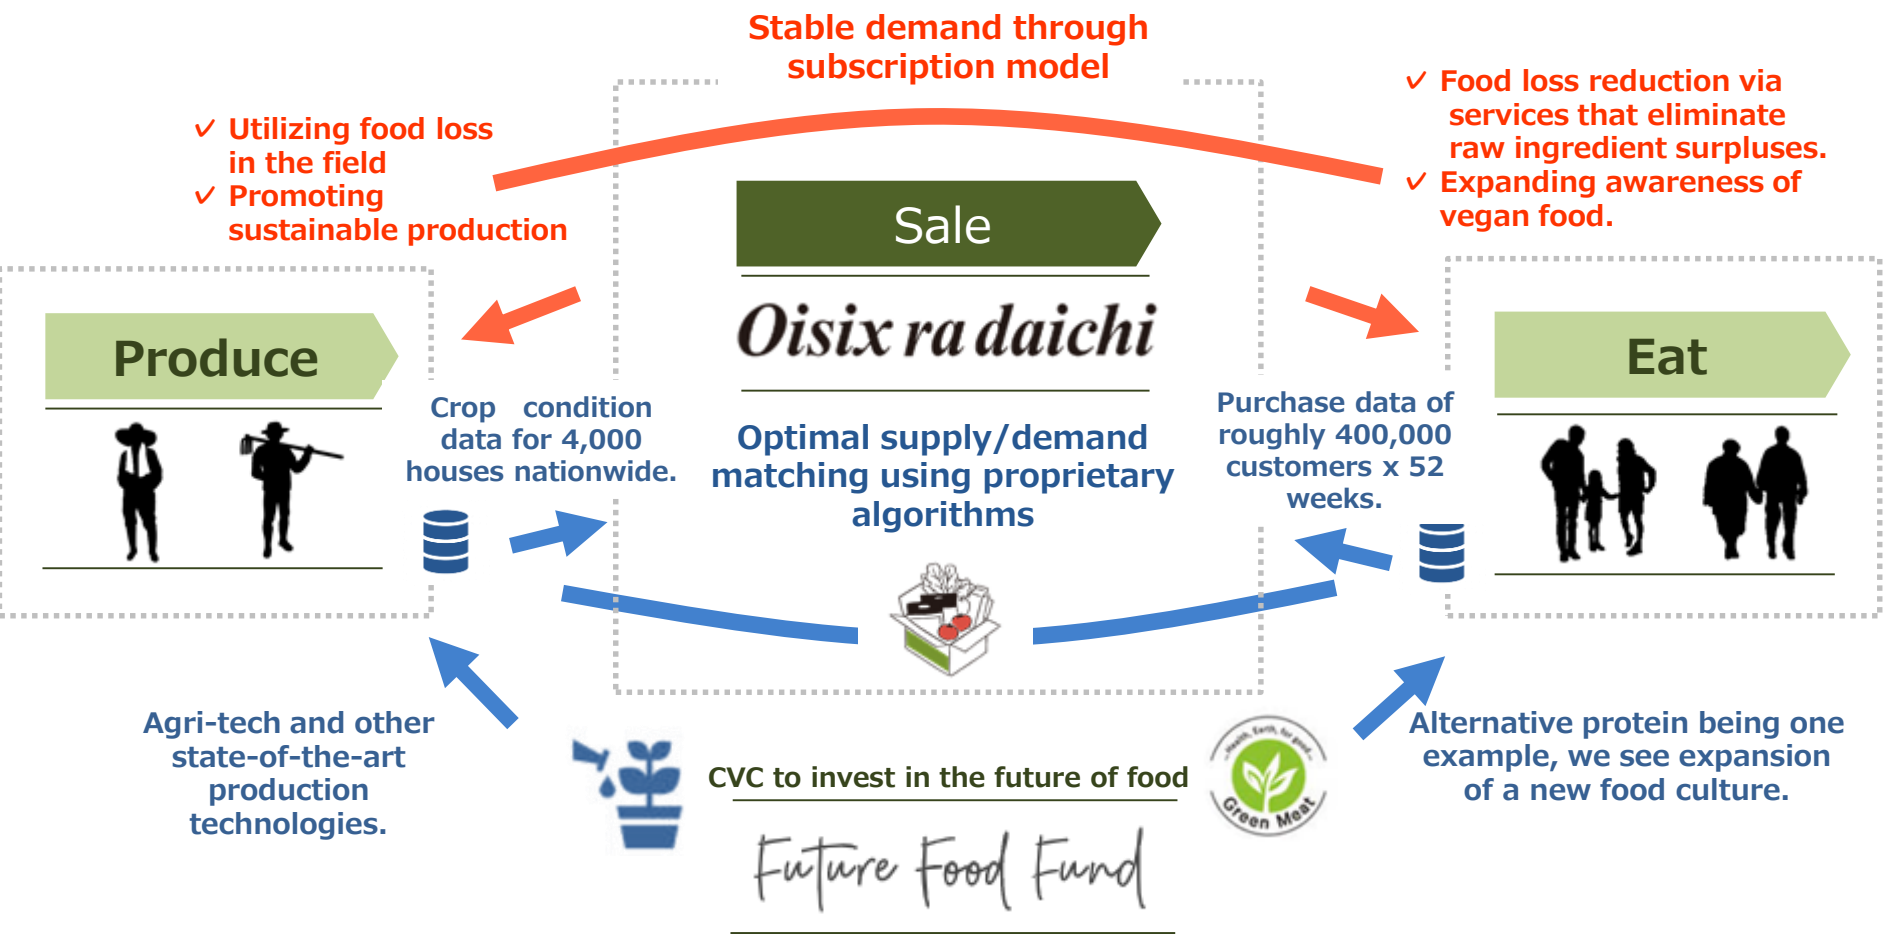 Stable demand through
subscription model
✓ Utilizing food loss
in the field
✓ Promoting
sustainable production
✓ Food loss reduction via
services that eliminate
raw ingredient surpluses.
✓ Expanding awareness of
vegan food.
Produce
Sale
Oisix ra daichi
Eat
Crop condition
data for 4,000
houses nationwide.
Optimal supply/demand
matching using proprietary
algorithms
Purchase data of
roughly 400,000
customers x 52
weeks.
Agri-tech and other
state-of-the-art
production
technologies.
CVC to invest in the future of food
Future Food Fund
Health, Earth, for good
Green Meat
Alternative protein being one
example, we see expansion
of a new food culture.